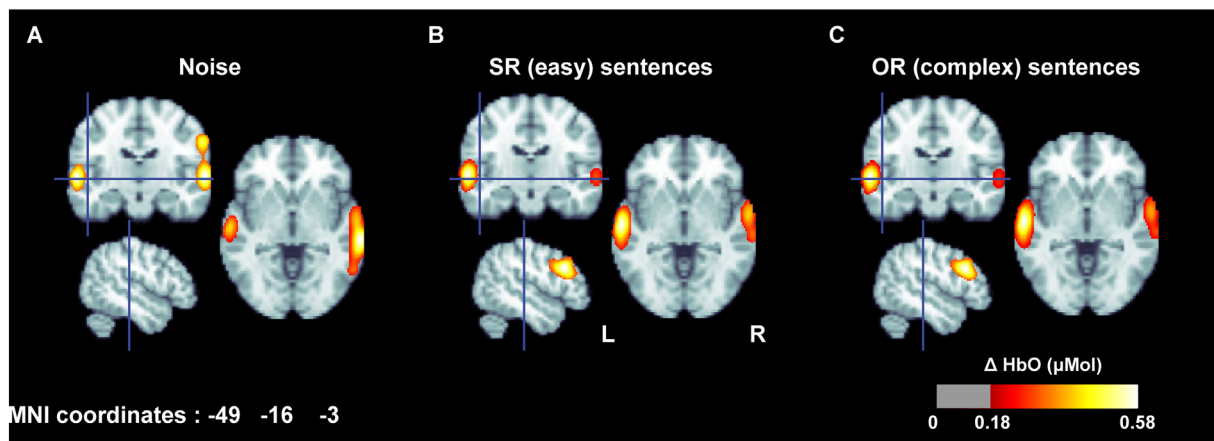 A
Noise
B
SR (easy) sentences
C
OR (complex) sentences
L
R
MNI coordinates : -49 -16 -3
Δ HbO (μMol)
0 0.18 0.58